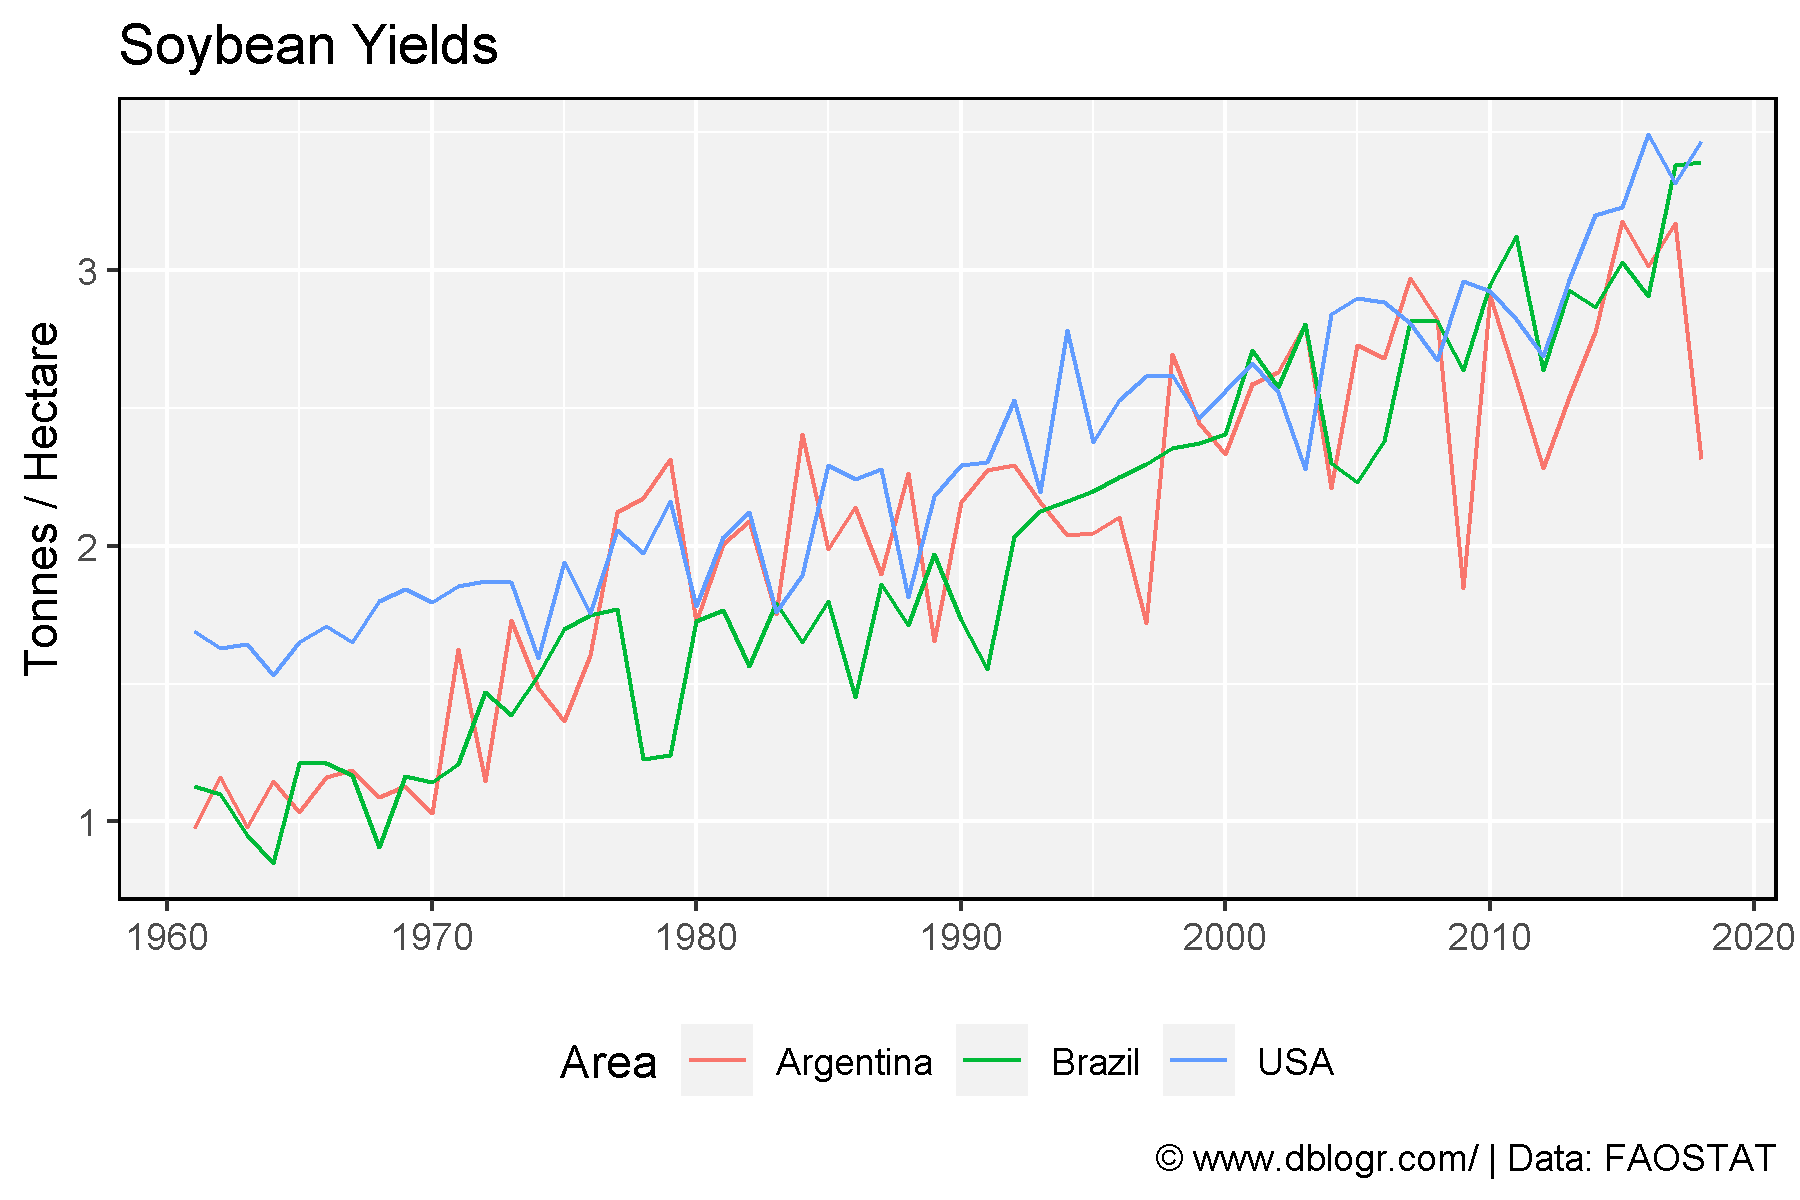 Soybean Yields
Tonnes / Hectare
3
2
1
1960 1970 1980 1990 2000 2010 2020
Area Argentina Brazil USA
© www.dblogr.com/ | Data: FAOSTAT